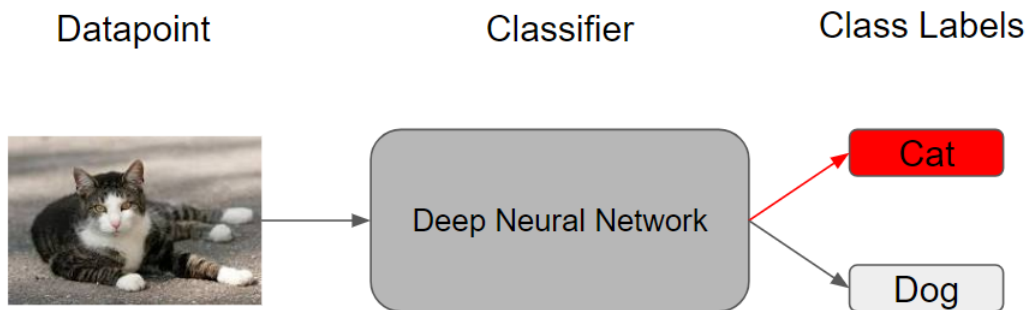 Datapoint
Classifier
Class Labels
Cat
Deep Neural Network
Dog